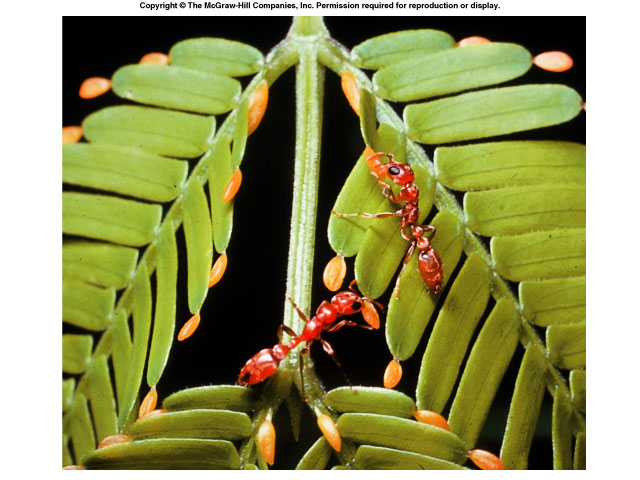 Copyright © The McGraw-Hill Companies, Inc. Permission required for reproduction or display.